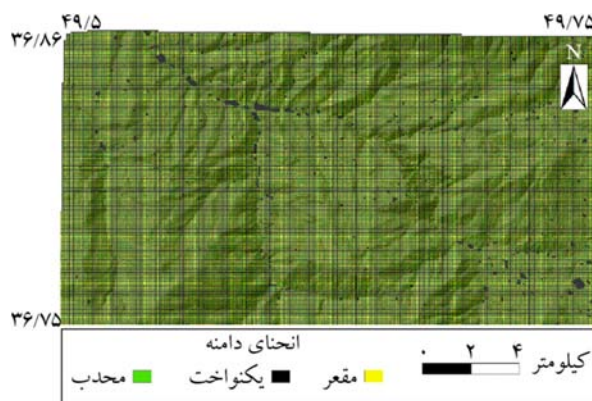 ۴۹/۵
۴۹/۷۵
۳۶/۸۶
N
۳۶/۷۵
انحنای دامنه
۰ ۲ ۴ کیلومتر
مقعر یکنواخت محدب